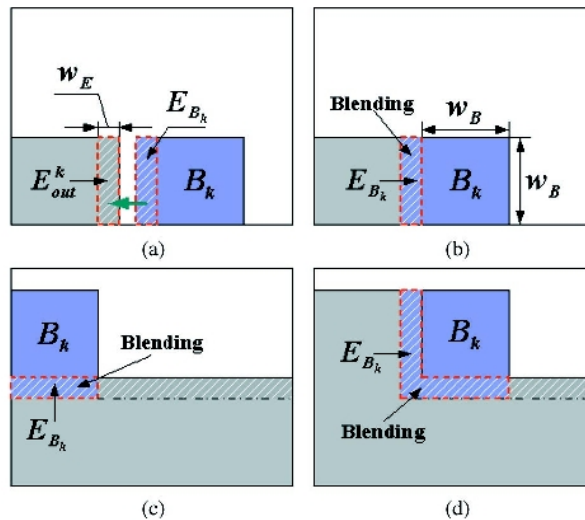 w_E
E_{B_k}
E_{out}^k
B_k
(a)
Blending
w_B
E_{B_k}
B_k
w_B
(b)
B_k
Blending
E_{B_k}
(c)
B_k
E_{B_k}
Blending
(d)